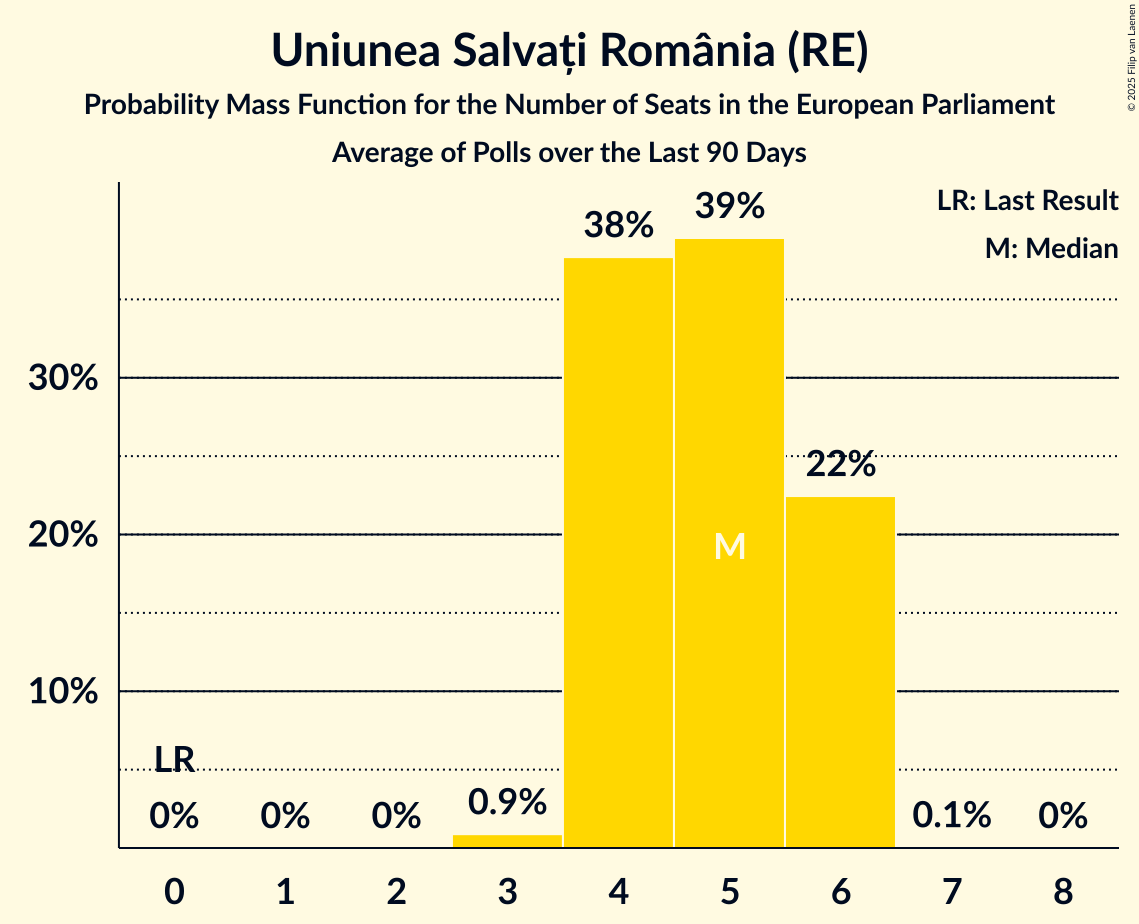 Uniunea Salvați România (RE)
Probability Mass Function for the Number of Seats in the European Parliament
Average of Polls over the Last 90 Days
© 2025 Filip van Laenen
LR: Last Result
M: Median
39%
38%
30%
22%
20%
M
10%
LR
0% 0% 0% 0.9% 0.1% 0%
0 1 2 3 4 5 6 7 8